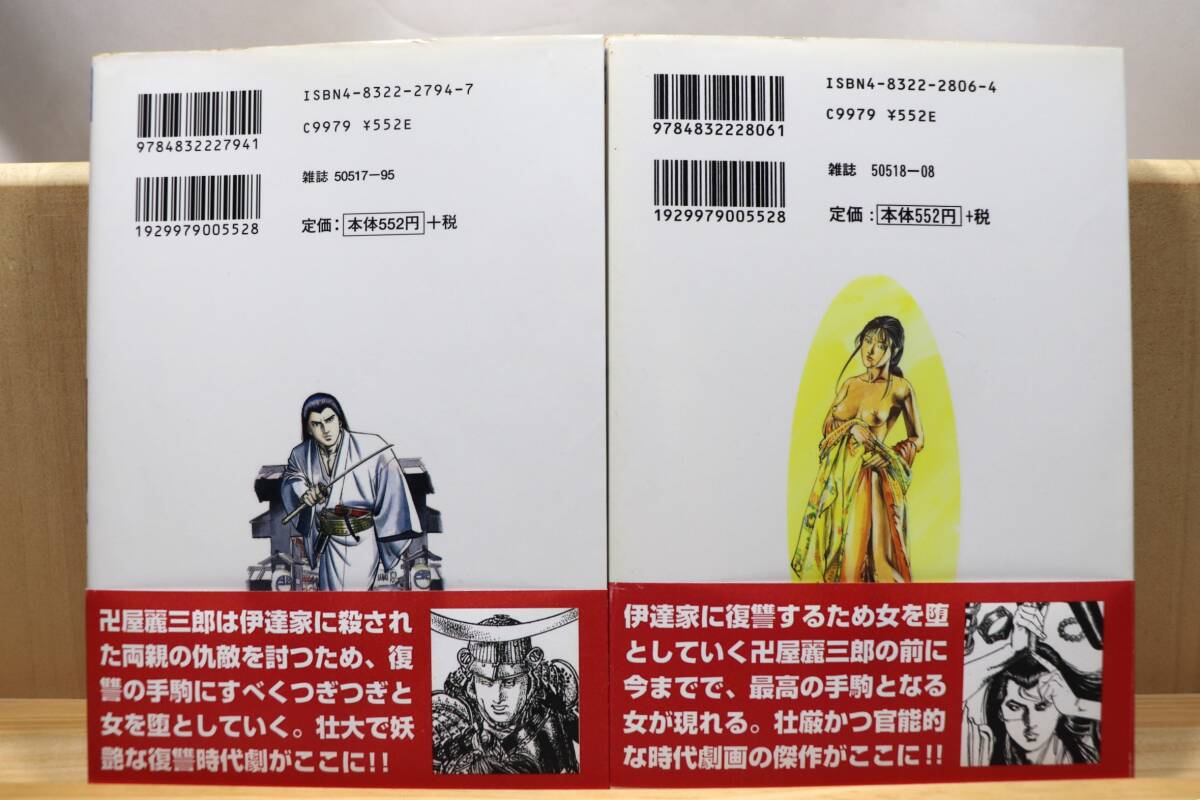 ISBN4-8322-2794-7
C9979 ¥552E
9784832227941
雑誌 50517-95
1929979005528
定価: 本体552円 +税
卍屋麗三郎は伊達家に殺され
た両親の仇敵を討つため、復
讐の手駒にすべくつぎつぎと
女を堕としていく。壮大で妖
艶な復讐時代劇がここに!!
ISBN4-8322-2806-4
C9979 ¥552E
9784832228061
雑誌 50518-08
1929979005528
定価: 本体552円 +税
伊達家に復讐するため女を堕
としていく卍屋麗三郎の前に
今までで、最高の手駒となる
女が現れる。壮厳かつ官能的
な時代劇画の傑作がここに!!